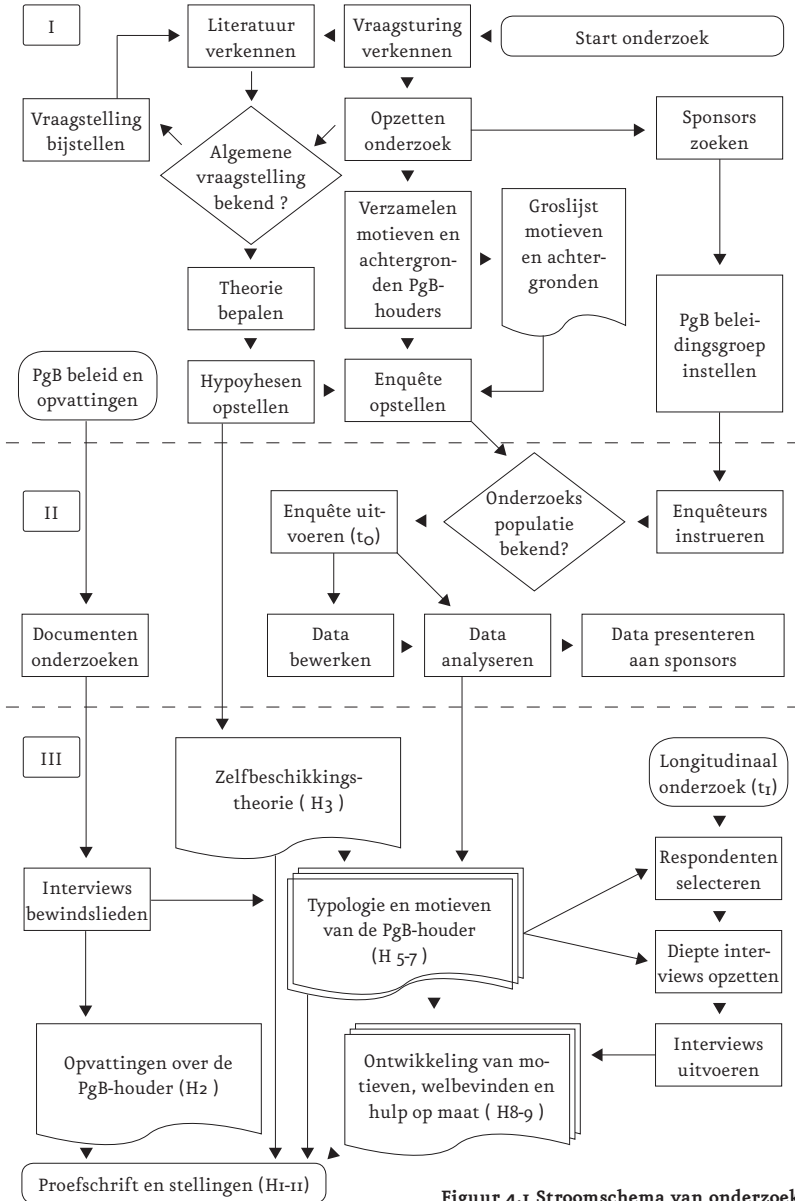 I
Literatuur
verkennen
Vraagsturing
verkennen
Start onderzoek
Vraagstelling
bijstellen
Algemene
vraagstelling
bekend ?
Opzetten
onderzoek
Sponsors
zoeken
Verzamelen
motieven en
achtergron-
den PgB-
houders
Groslijst
motieven
en achter-
gronden
Theorie
bepalen
PgB belei-
dingsgroep
instellen
PgB beleid en
opvattingen
Hypoyhesen
opstellen
Enquête
opstellen
II
Enquête uit-
voeren (t0)
Onderzoeks
populatie
bekend?
Enquêteurs
instrueren
Documenten
onderzoeken
Data
bewerken
Data
analyseren
Data presenteren
aan sponsors
III
Zelfbeschikkings-
theorie ( H3 )
Longitudinaal
onderzoek (t1)
Interviews
bewindslieden
Typologie en motieven
van de PgB-houder
(H 5-7 )
Respondenten
selecteren
Diepte inter-
views opzetten
Opvattingen over de
PgB-houder (H2 )
Ontwikkeling van mo-
tieven, welbevinden en
hulp op maat ( H8-9 )
Interviews
uitvoeren
Proefschrift en stellingen (H1-11)
Figuur 4.1 Stroomschema van onderzoek